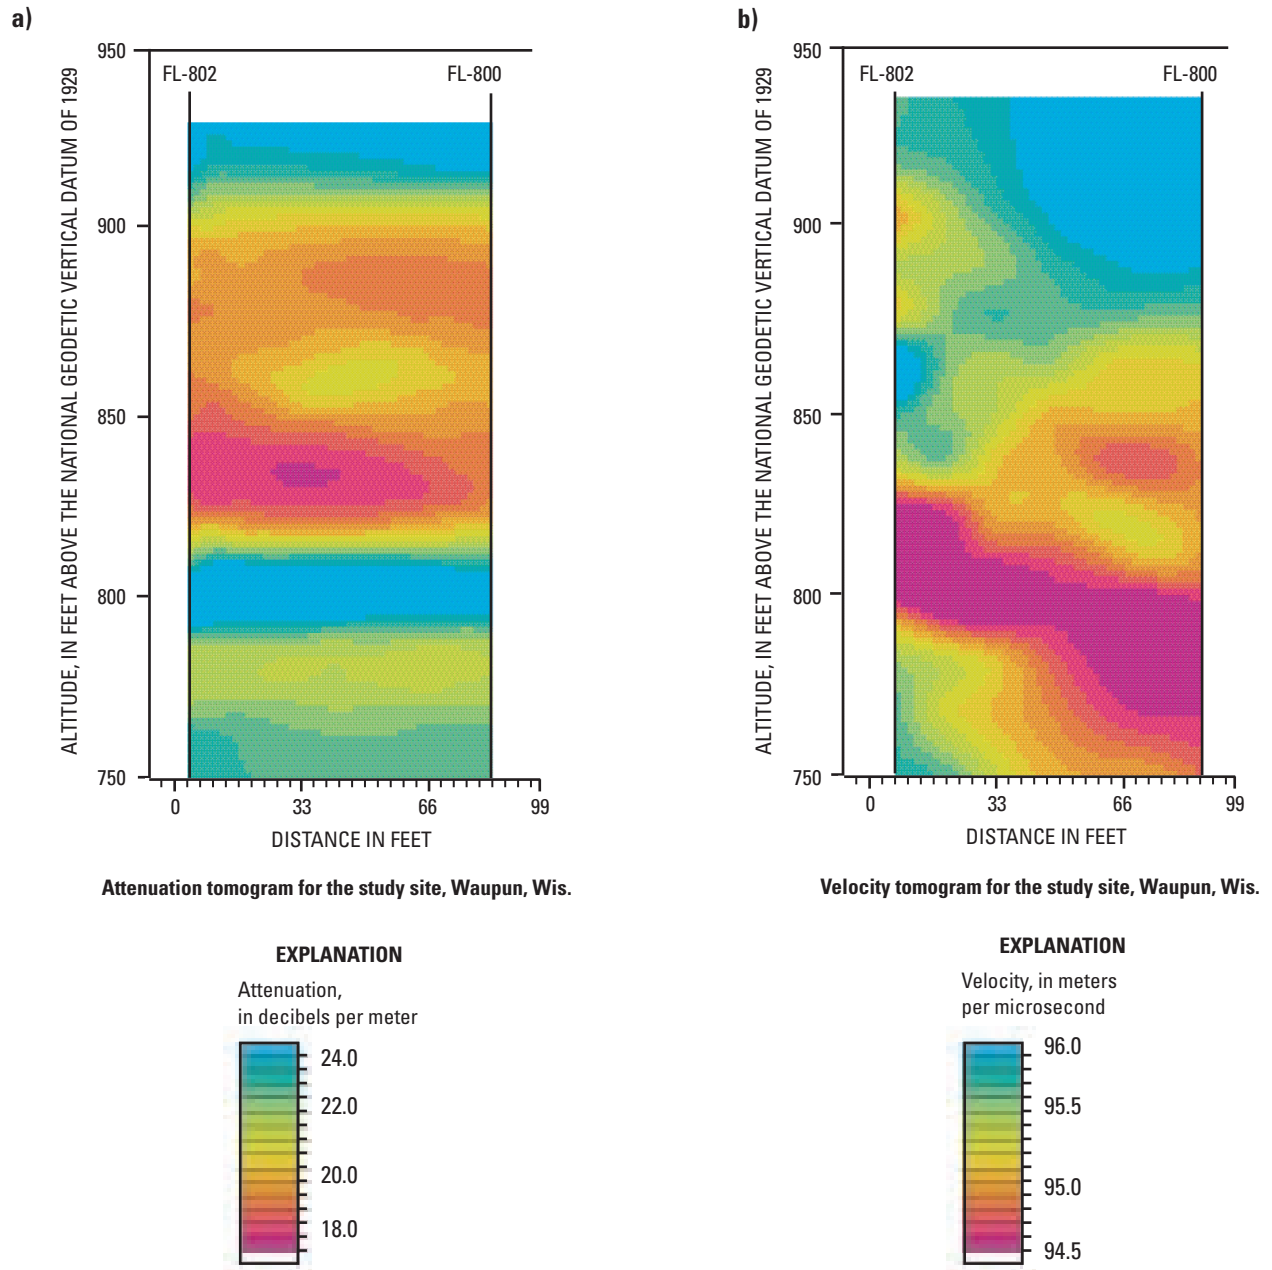 a)
950
FL-802
FL-800
900
850
800
750
ALTITUDE, IN FEET ABOVE THE NATIONAL GEODETIC VERTICAL DATUM OF 1929
0
33
66
99
DISTANCE IN FEET
Attenuation tomogram for the study site, Waupun, Wis.
EXPLANATION
Attenuation,
in decibels per meter
24.0
22.0
20.0
18.0
b)
950
FL-802
FL-800
900
850
800
750
ALTITUDE, IN FEET ABOVE THE NATIONAL GEODETIC VERTICAL DATUM OF 1929
0
33
66
99
DISTANCE IN FEET
Velocity tomogram for the study site, Waupun, Wis.
EXPLANATION
Velocity, in meters
per microsecond
96.0
95.5
95.0
94.5